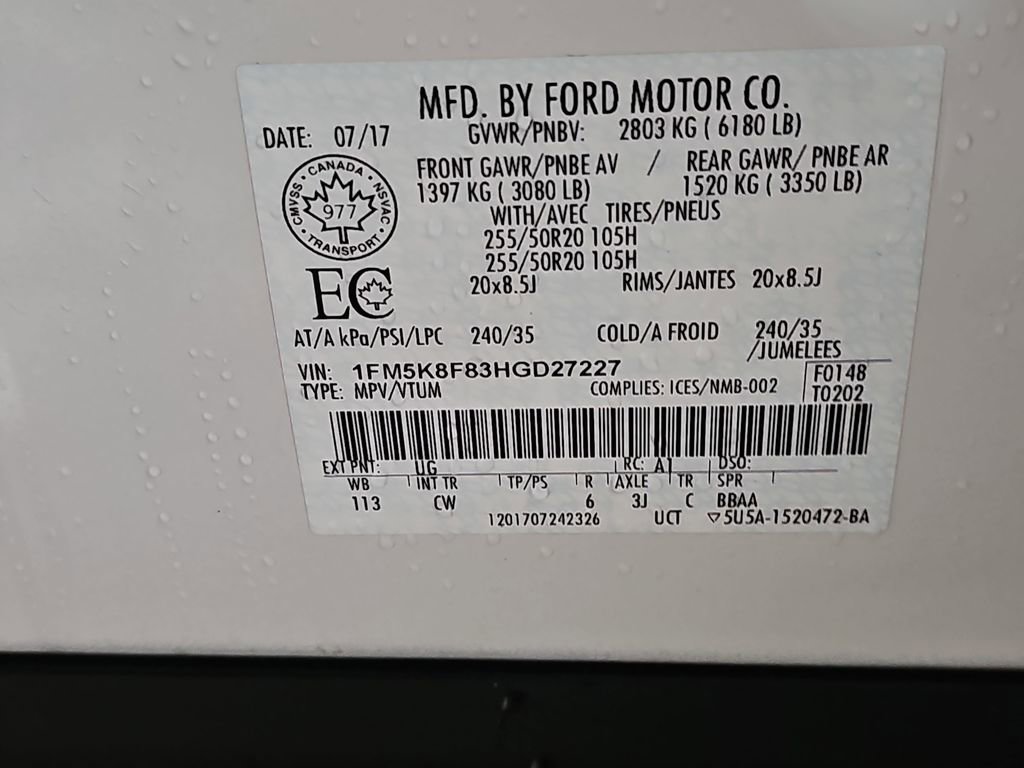 MFD. BY FORD MOTOR CO.
DATE: 07/17 GVWR/PNBV: 2803 KG ( 6180 LB)
FRONT GAWR/PNBE AV / REAR GAWR/ PNBE AR
1397 KG ( 3080 LB) 1520 KG ( 3350 LB)
WITH/AVEC TIRES/PNEUS
255/50R20 105H
255/50R20 105H
20x8.5J RIMS/JANTES 20x8.5J
CANADA
CMVSS 977 NSVAC
TRANSPORT
EC
AT/A kPa/PSI/LPC 240/35 COLD/A FROID 240/35
/JUMELEES
VIN: 1FM5K8F83HGD27227 F0148
TYPE: MPV/VTUM COMPLIES: ICES/NMB-002 T0202
EXT PNT: UG RC: A1 DSO:
WB INT TR TP/PS R AXLE TR SPR
113 CW 6 3J C BBAA
1201707242326 UCT ▽5U5A-1520472-BA